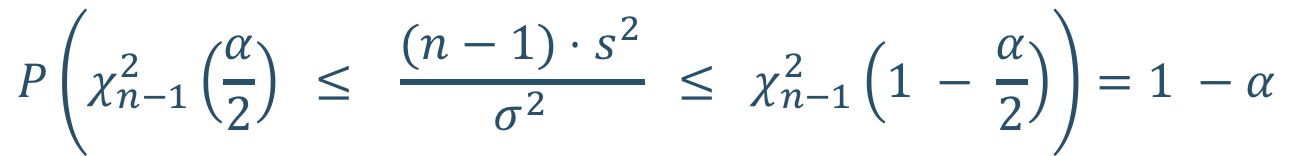 P(χ²ₙ₋₁(α/2) ≤ (n − 1) · s²/σ² ≤ χ²ₙ₋₁(1 − α/2)) = 1 − α